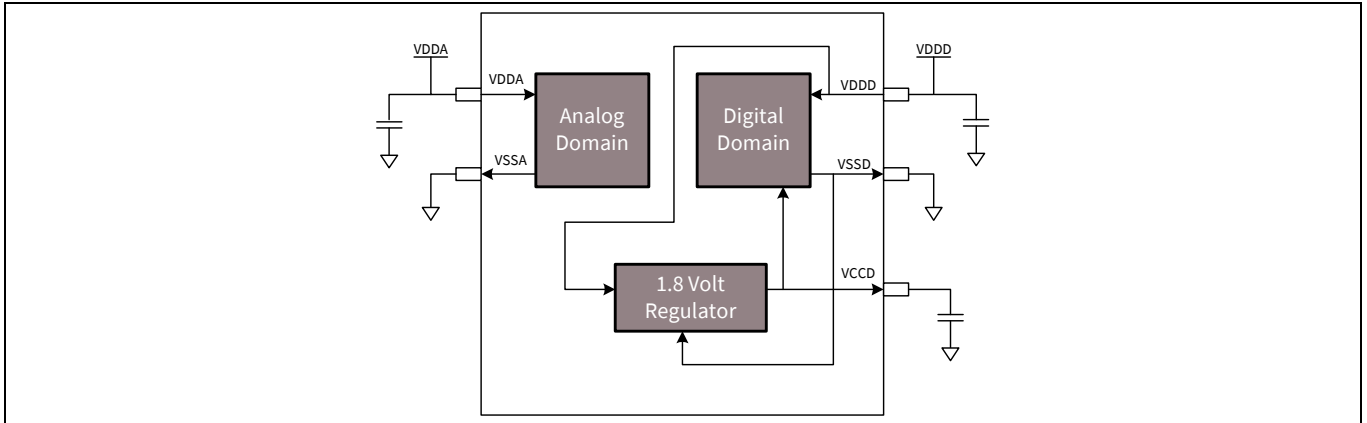 VDDA
VDDD
VDDA
VDDD
Analog
Domain
Digital
Domain
VSSA
VSSD
1.8 Volt
Regulator
VCCD